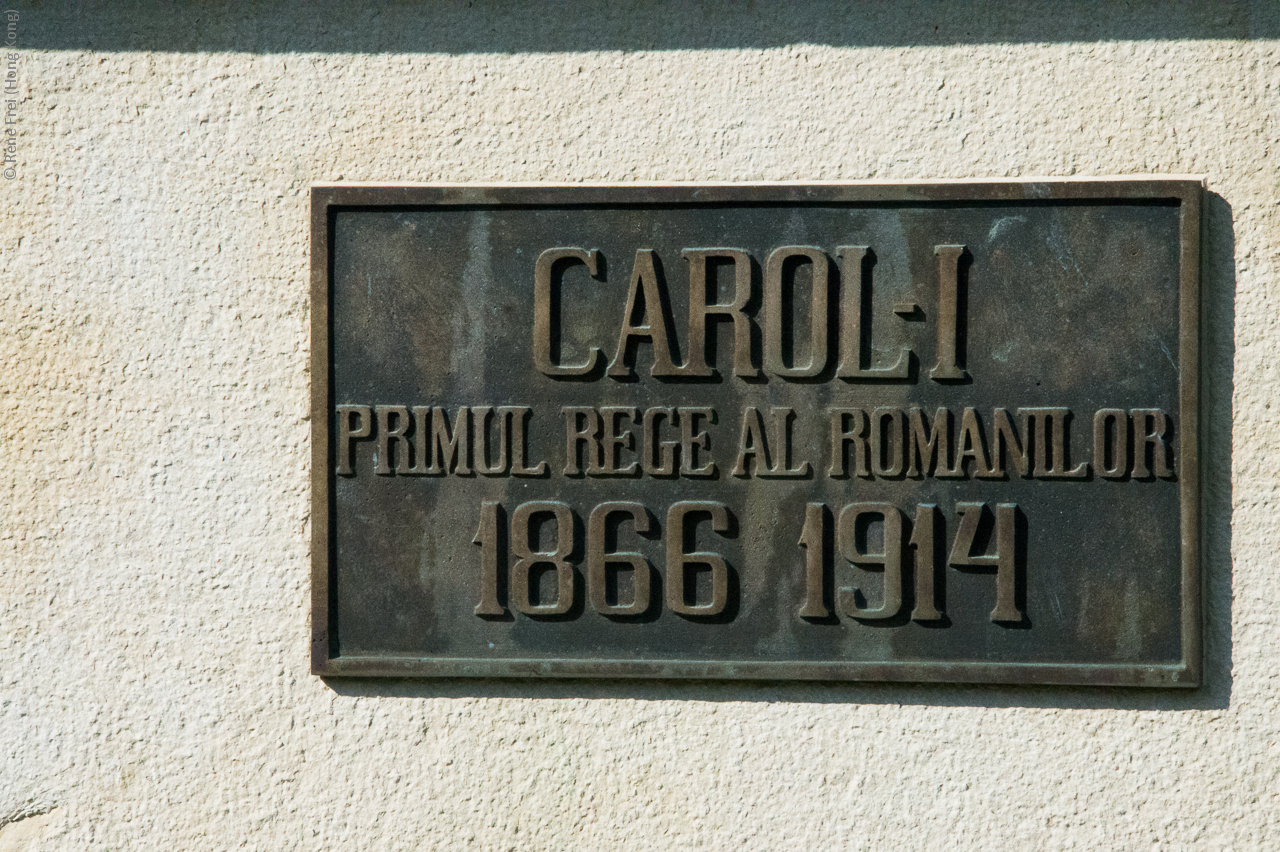 © René Frei (Hong Kong)
CAROL-I
PRIMUL REGE AL ROMANILOR
1866 1914